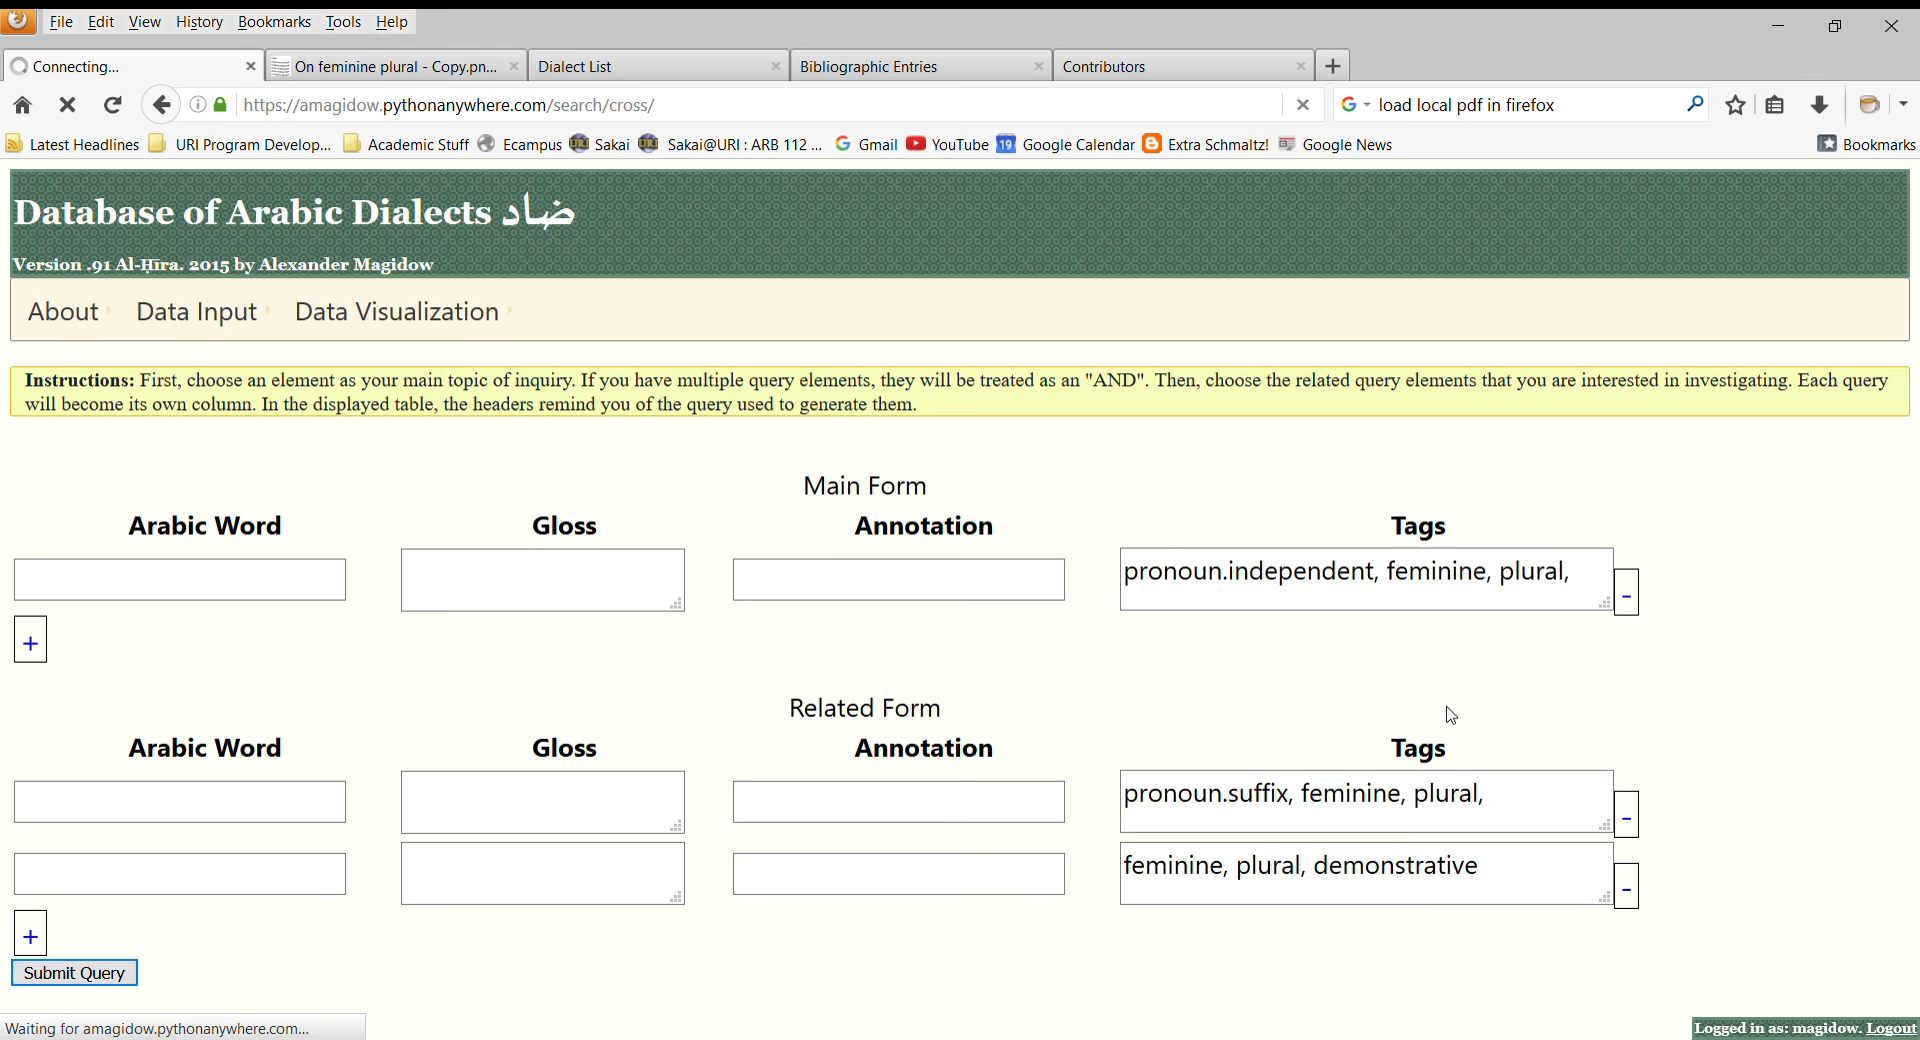 File Edit View History Bookmarks Tools Help
Connecting... On feminine plural - Copy.pn... Dialect List Bibliographic Entries Contributors
https://amagidow.pythonanywhere.com/search/cross/ load local pdf in firefox
Latest Headlines URI Program Develop... Academic Stuff Ecampus Sakai Sakai@URI : ARB 112 ... Gmail YouTube 19 Google Calendar Extra Schmaltz! Google News Bookmarks
Database of Arabic Dialects ضاد
Version .91 Al-Ḥīra. 2015 by Alexander Magidow
About Data Input Data Visualization
Instructions: First, choose an element as your main topic of inquiry. If you have multiple query elements, they will be treated as an "AND". Then, choose the related query elements that you are interested in investigating. Each query
will become its own column. In the displayed table, the headers remind you of the query used to generate them.
Main Form
Arabic Word Gloss Annotation Tags
pronoun.independent, feminine, plural,
-
+
Related Form
Arabic Word Gloss Annotation Tags
pronoun.suffix, feminine, plural,
-
feminine, plural, demonstrative
-
+
Submit Query
Waiting for amagidow.pythonanywhere.com...
Logged in as: magidow. Logout